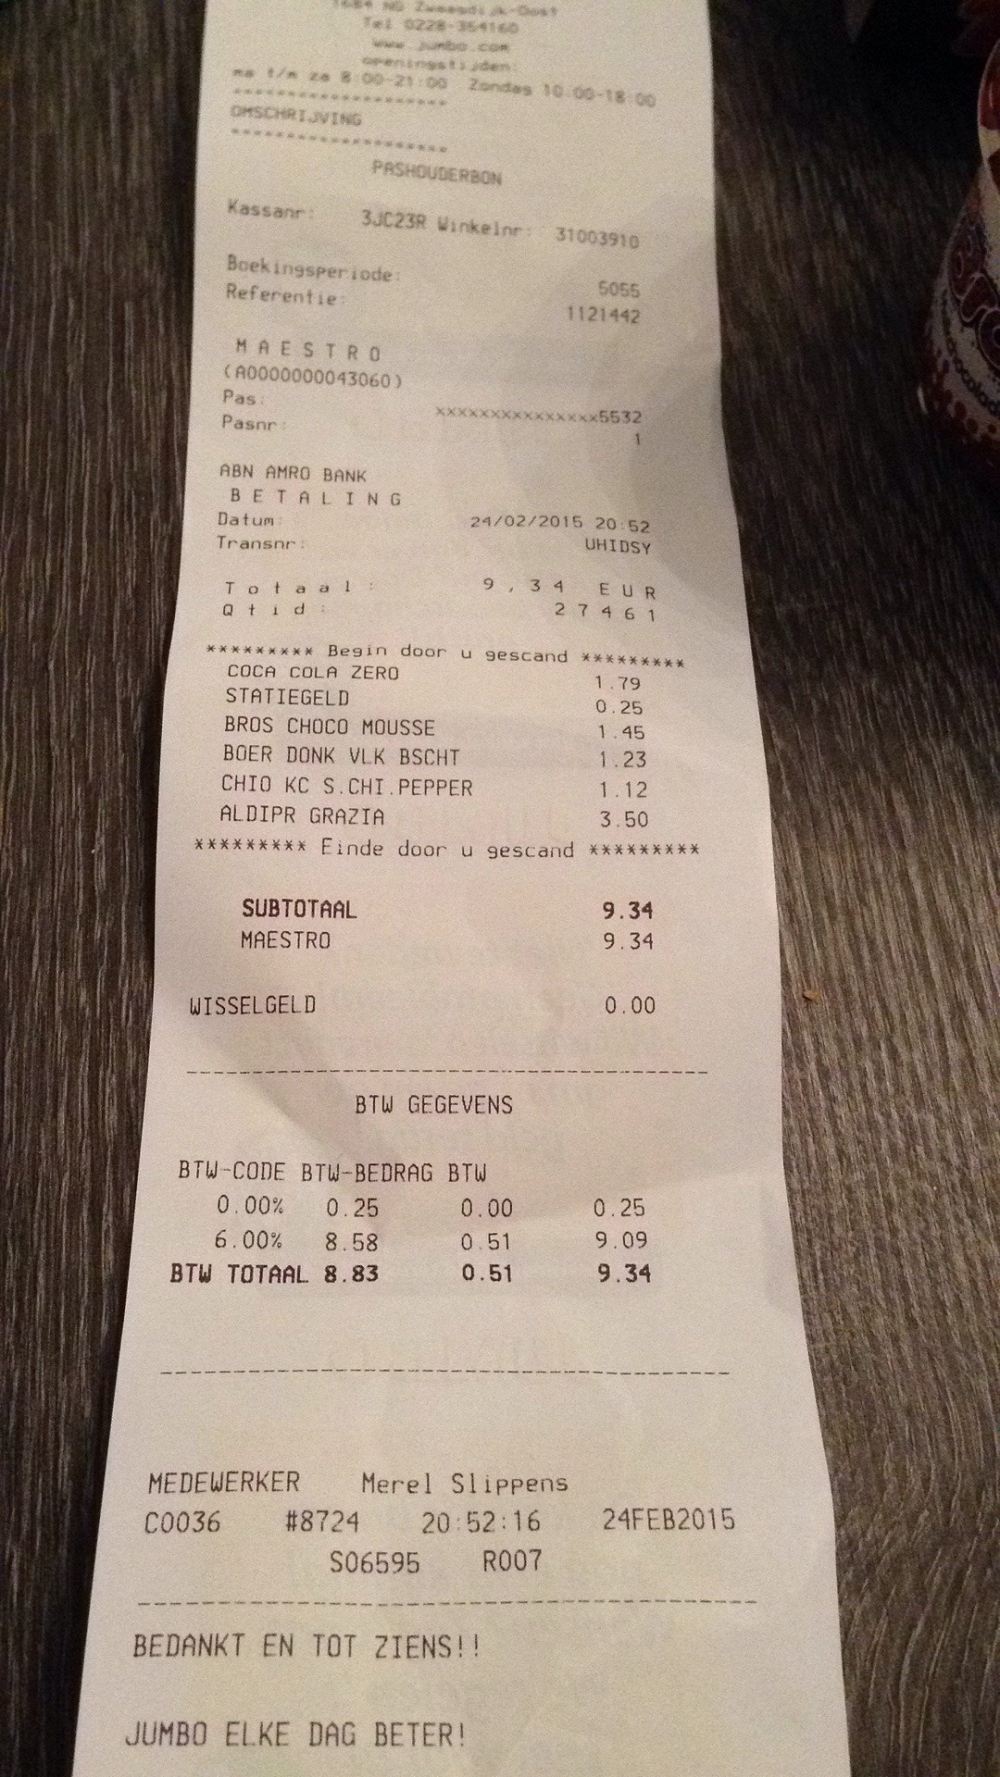 1684 NG Zwaagdijk-Oost
Tel 0228-354160
www.jumbo.com
openingstijden:
ma t/m za 8:00-21:00 Zondag 10:00-18:00
********************
OMSCHRIJVING
********************
PASHOUDERBON
Kassanr: 3JC23R Winkelnr: 31003910
Boekingsperiode: 5055
Referentie: 1121442
M A E S T R O
(A0000000043060)
Pas: xxxxxxxxxxxxxxx5532
Pasnr: 1
ABN AMRO BANK
B E T A L I N G
Datum: 24/02/2015 20:52
Transnr: UHIDSY
T o t a a l : 9 , 3 4 E U R
Q t i d : 2 7 4 6 1
********* Begin door u gescand *********
COCA COLA ZERO 1.79
STATIEGELD 0.25
BROS CHOCO MOUSSE 1.45
BOER DONK VLK BSCHT 1.23
CHIO KC S.CHI.PEPPER 1.12
ALDIPR GRAZIA 3.50
********* Einde door u gescand *********
SUBTOTAAL 9.34
MAESTRO 9.34
WISSELGELD 0.00
BTW GEGEVENS
BTW-CODE BTW-BEDRAG BTW
0.00% 0.25 0.00 0.25
6.00% 8.58 0.51 9.09
BTW TOTAAL 8.83 0.51 9.34
MEDEWERKER Merel Slippens
C0036 #8724 20:52:16 24FEB2015
S06595 R007
BEDANKT EN TOT ZIENS!!
JUMBO ELKE DAG BETER!